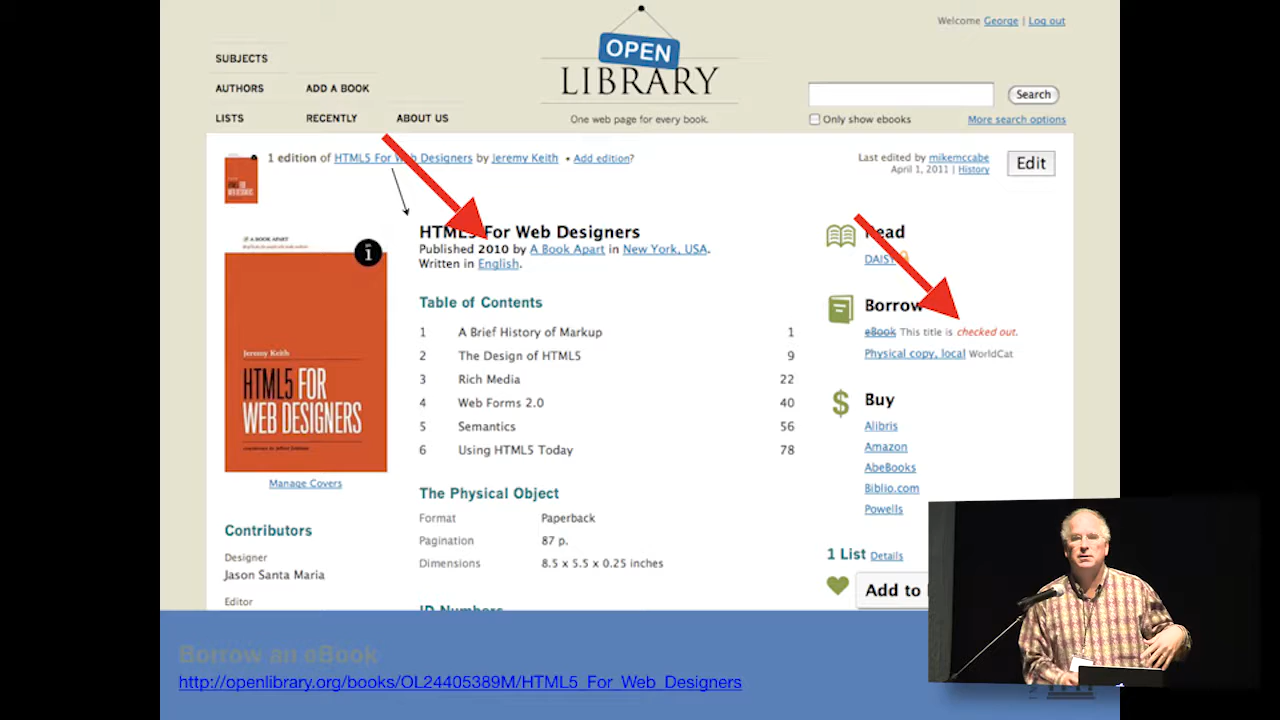 Welcome George | Log out
OPEN
LIBRARY
One web page for every book.
SUBJECTS
AUTHORS
ADD A BOOK
LISTS
RECENTLY
ABOUT US
Search
Only show ebooks
More search options
1 edition of HTML5 For Web Designers by Jeremy Keith • Add edition?
Last edited by mikemccabe
April 1, 2011 | History
Edit
A BOOK APART
i
1
Jeremy Keith
HTML5 FOR
WEB DESIGNERS
Manage Covers
Contributors
Designer
Jason Santa Maria
Editor
HTML5 For Web Designers
Published 2010 by A Book Apart in New York, USA.
Written in English.
Table of Contents
1 A Brief History of Markup 1
2 The Design of HTML5 9
3 Rich Media 22
4 Web Forms 2.0 40
5 Semantics 56
6 Using HTML5 Today 78
The Physical Object
Format Paperback
Pagination 87 p.
Dimensions 8.5 x 5.5 x 0.25 inches
ID Numbers
Read
DAISY
Borrow
eBook This title is checked out.
Physical copy, local WorldCat
$ Buy
Alibris
Amazon
AbeBooks
Biblio.com
Powells
1 List Details
Add to
Borrow an eBook
http://openlibrary.org/books/OL24405389M/HTML5_For_Web_Designers